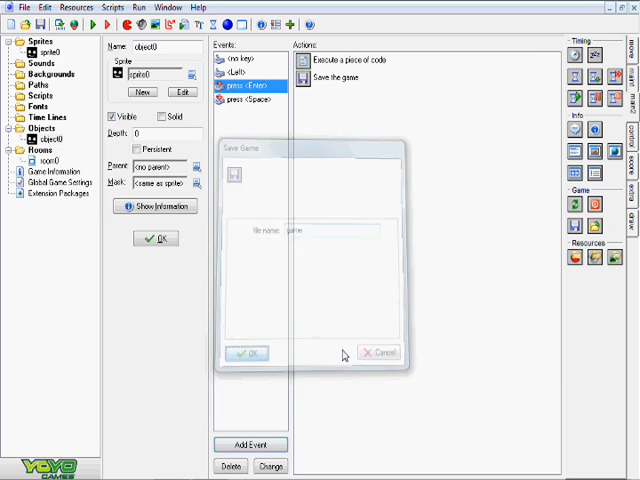 File Edit Resources Scripts Run Window Help
Sprites
sprite0
Sounds
Backgrounds
Paths
Scripts
Fonts
Time Lines
Objects
object0
Rooms
room0
Game Information
Global Game Settings
Extension Packages
YOYO
GAMES
Name: object0
Sprite
sprite0
New Edit
Visible Solid
Depth: 0
Persistent
Parent: <no parent>
Mask: <same as sprite>
Show Information
OK
Events:
<no key>
<Left>
press <Enter>
press <Space>
Add Event
Delete Change
Actions:
Execute a piece of code
Save the game
Save Game
file name: game
OK Cancel
Timing
Info
Game
Resources
move
main1
main2
control
score
extra
draw